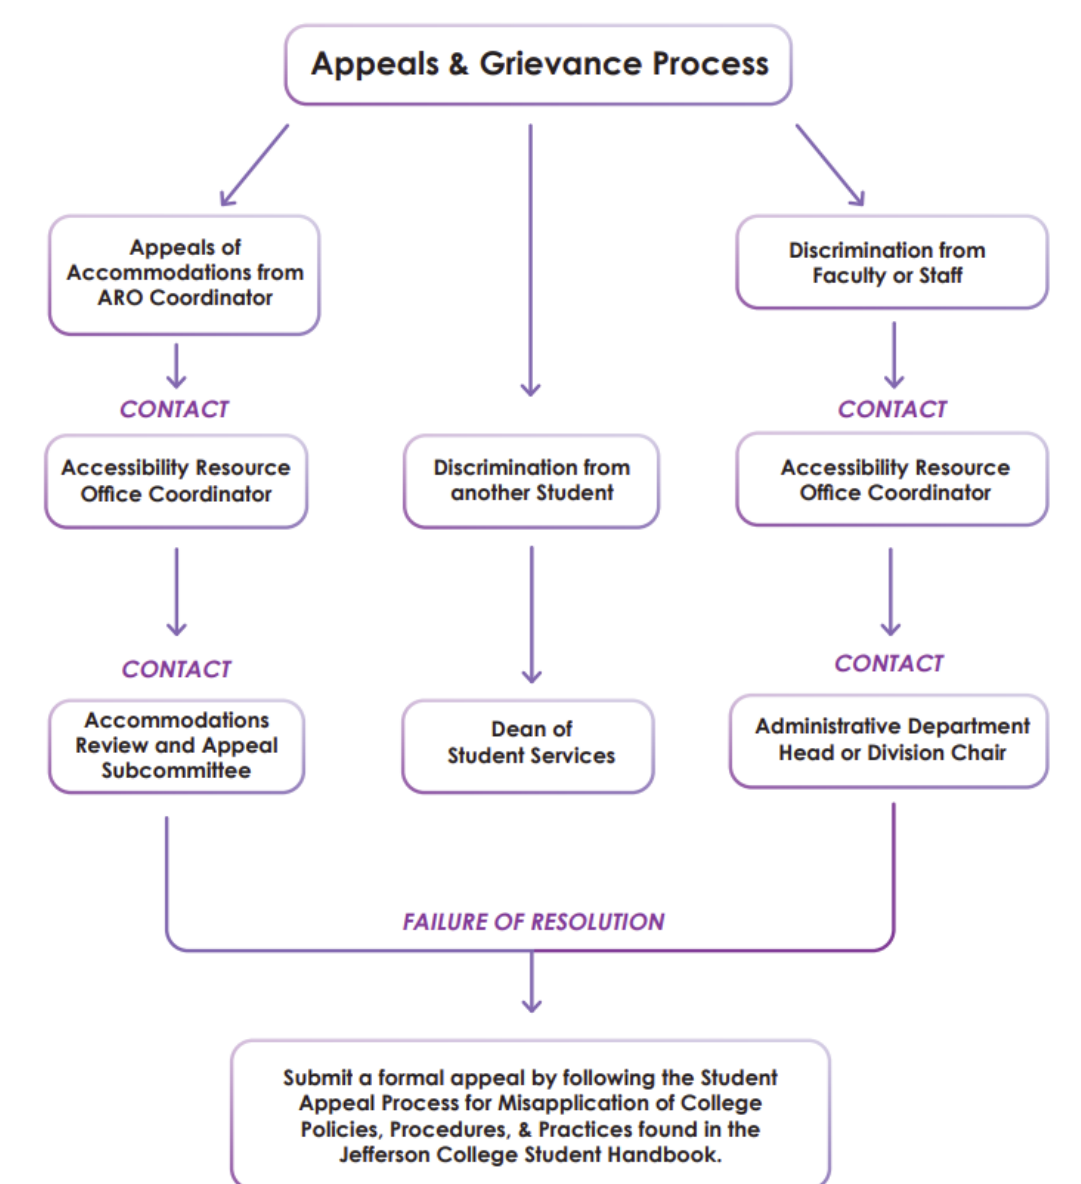 Appeals & Grievance Process
Appeals of
Accommodations from
ARO Coordinator
Discrimination from
Faculty or Staff
CONTACT
CONTACT
Accessibility Resource
Office Coordinator
Discrimination from
another Student
Accessibility Resource
Office Coordinator
CONTACT
CONTACT
Accommodations
Review and Appeal
Subcommittee
Dean of
Student Services
Administrative Department
Head or Division Chair
FAILURE OF RESOLUTION
Submit a formal appeal by following the Student
Appeal Process for Misapplication of College
Policies, Procedures, & Practices found in the
Jefferson College Student Handbook.